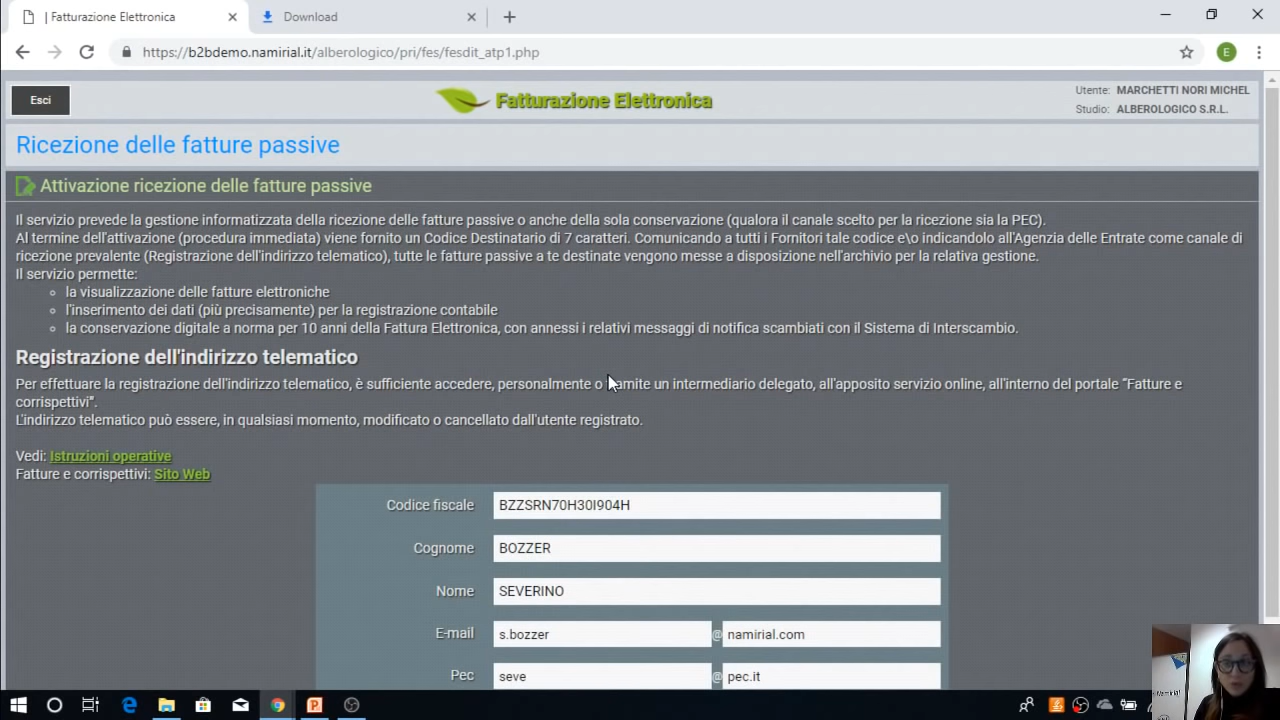 | Fatturazione Elettronica
Download
https://b2bdemo.namirial.it/alberologico/pri/fes/fesdit_atp1.php
E
Esci
Fatturazione Elettronica
Utente: MARCHETTI NORI MICHEL
Studio: ALBEROLOGICO S.R.L.
Ricezione delle fatture passive
Attivazione ricezione delle fatture passive
Il servizio prevede la gestione informatizzata della ricezione delle fatture passive o anche della sola conservazione (qualora il canale scelto per la ricezione sia la PEC).
Al termine dell'attivazione (procedura immediata) viene fornito un Codice Destinatario di 7 caratteri. Comunicando a tutti i Fornitori tale codice e\o indicandolo all'Agenzia delle Entrate come canale di
ricezione prevalente (Registrazione dell'indirizzo telematico), tutte le fatture passive a te destinate vengono messe a disposizione nell'archivio per la relativa gestione.
Il servizio permette:
la visualizzazione delle fatture elettroniche
l'inserimento dei dati (più precisamente) per la registrazione contabile
la conservazione digitale a norma per 10 anni della Fattura Elettronica, con annessi i relativi messaggi di notifica scambiati con il Sistema di Interscambio.
Registrazione dell'indirizzo telematico
Per effettuare la registrazione dell'indirizzo telematico, è sufficiente accedere, personalmente o tramite un intermediario delegato, all'apposito servizio online, all'interno del portale "Fatture e
corrispettivi".
L'indirizzo telematico può essere, in qualsiasi momento, modificato o cancellato dall'utente registrato.
Vedi: Istruzioni operative
Fatture e corrispettivi: Sito Web
Codice fiscale BZZSRN70H30I904H
Cognome BOZZER
Nome SEVERINO
E-mail s.bozzer @ namirial.com
Pec seve @ pec.it